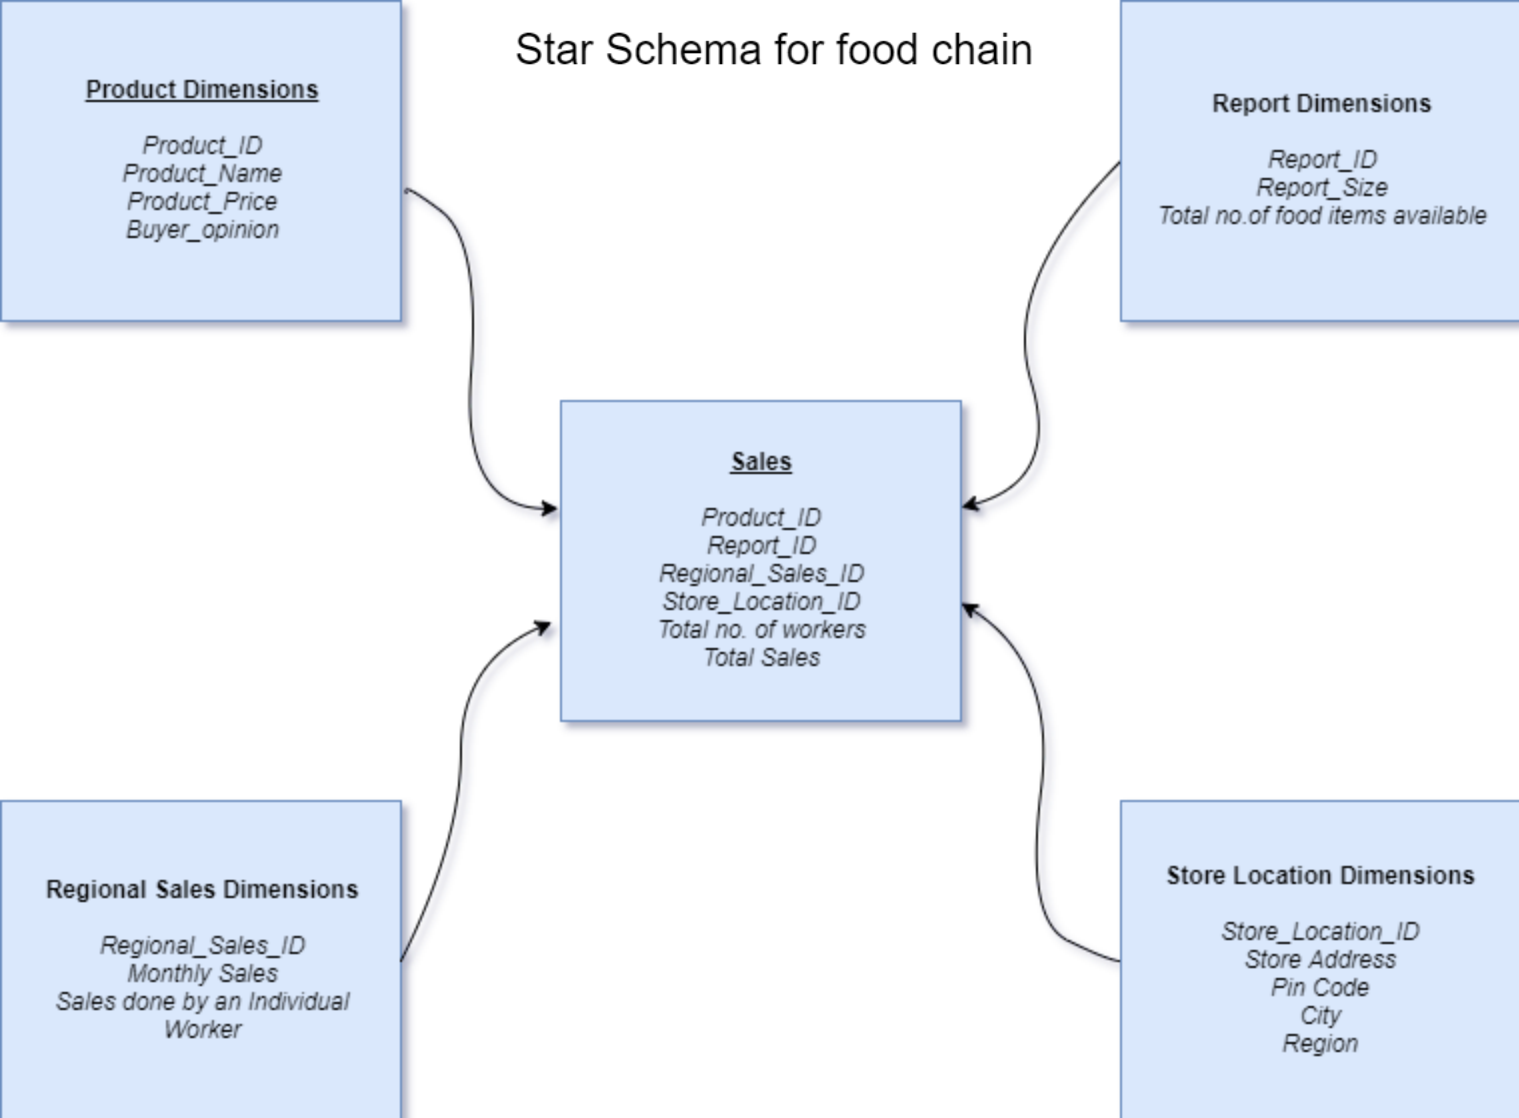 Star Schema for food chain
Product Dimensions
Product_ID
Product_Name
Product_Price
Buyer_opinion
Report Dimensions
Report_ID
Report_Size
Total no.of food items available
Sales
Product_ID
Report_ID
Regional_Sales_ID
Store_Location_ID
Total no. of workers
Total Sales
Regional Sales Dimensions
Regional_Sales_ID
Monthly Sales
Sales done by an Individual
Worker
Store Location Dimensions
Store_Location_ID
Store Address
Pin Code
City
Region